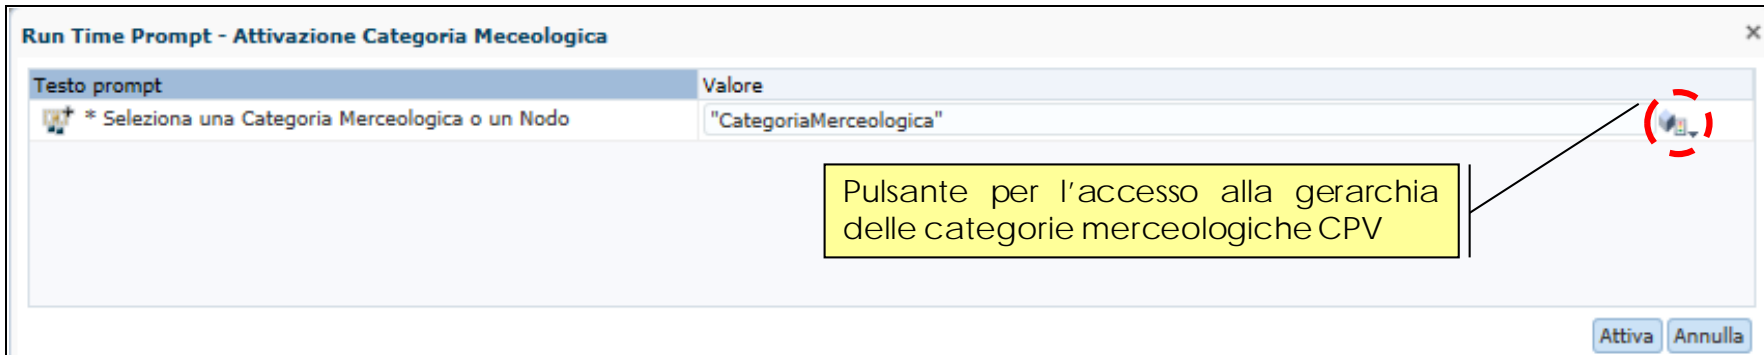 Run Time Prompt - Attivazione Categoria Meceologica
Testo prompt Valore
* Seleziona una Categoria Merceologica o un Nodo "CategoriaMerceologica"
Pulsante per l'accesso alla gerarchia
delle categorie merceologiche CPV
Attiva Annulla